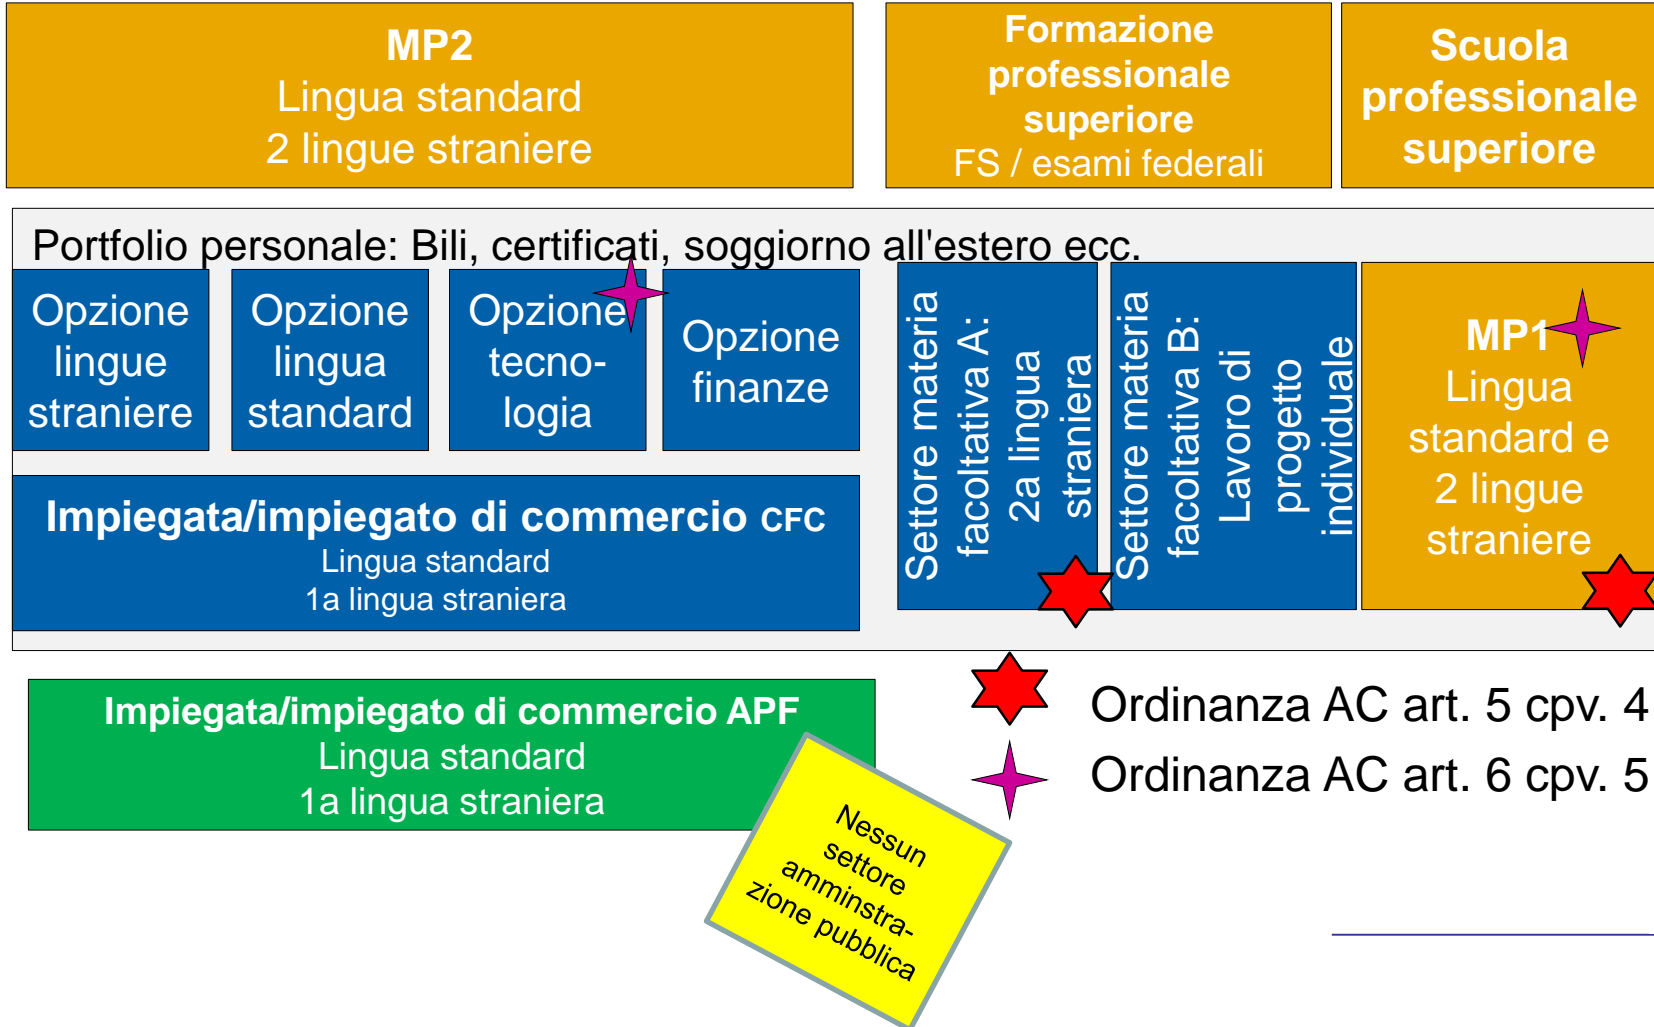 MP2
Lingua standard
2 lingue straniere
Formazione
professionale
superiore
FS / esami federali
Scuola
professionale
superiore
Portfolio personale: Bili, certificati, soggiorno all'estero ecc.
Opzione
lingue
straniere
Opzione
lingua
standard
Opzione
tecno-
logia
Opzione
finanze
Settore materia
facoltativa A:
2a lingua
straniera
Settore materia
facoltativa B:
Lavoro di
progetto
individuale
MP1
Lingua
standard e
2 lingue
straniere
Impiegata/impiegato di commercio CFC
Lingua standard
1a lingua straniera
Impiegata/impiegato di commercio APF
Lingua standard
1a lingua straniera
Ordinanza AC art. 5 cpv. 4
Ordinanza AC art. 6 cpv. 5
Nessun
settore
amminstra-
zione pubblica